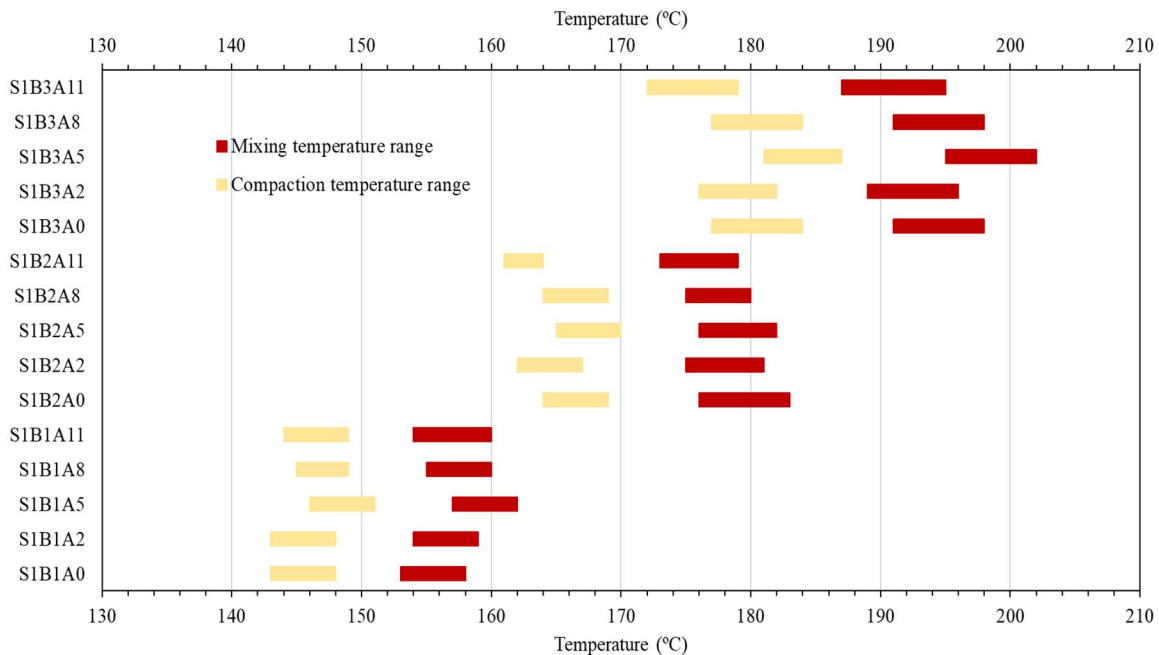 Temperature (ºC)
130 140 150 160 170 180 190 200 210
S1B3A11
S1B3A8
Mixing temperature range
S1B3A5
Compaction temperature range
S1B3A2
S1B3A0
S1B2A11
S1B2A8
S1B2A5
S1B2A2
S1B2A0
S1B1A11
S1B1A8
S1B1A5
S1B1A2
S1B1A0
130 140 150 160 170 180 190 200 210
Temperature (ºC)